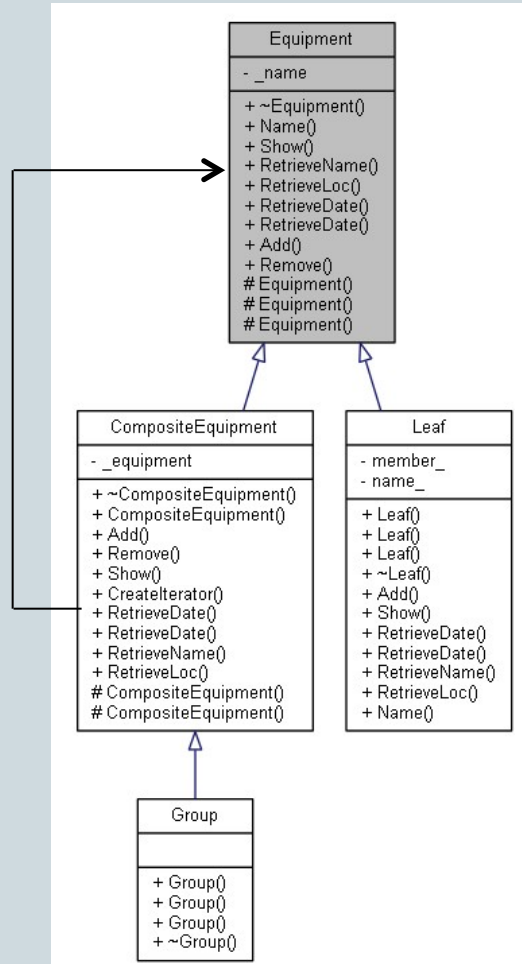 Equipment
- _name
+ ~Equipment()
+ Name()
+ Show()
+ RetrieveName()
+ RetrieveLoc()
+ RetrieveDate()
+ RetrieveDate()
+ Add()
+ Remove()
# Equipment()
# Equipment()
# Equipment()
CompositeEquipment
- _equipment
+ ~CompositeEquipment()
+ CompositeEquipment()
+ Add()
+ Remove()
+ Show()
+ CreateIterator()
+ RetrieveDate()
+ RetrieveDate()
+ RetrieveName()
+ RetrieveLoc()
# CompositeEquipment()
# CompositeEquipment()
Leaf
- member_
- name_
+ Leaf()
+ Leaf()
+ Leaf()
+ ~Leaf()
+ Add()
+ Show()
+ RetrieveDate()
+ RetrieveDate()
+ RetrieveName()
+ RetrieveLoc()
+ Name()
Group
+ Group()
+ Group()
+ Group()
+ ~Group()